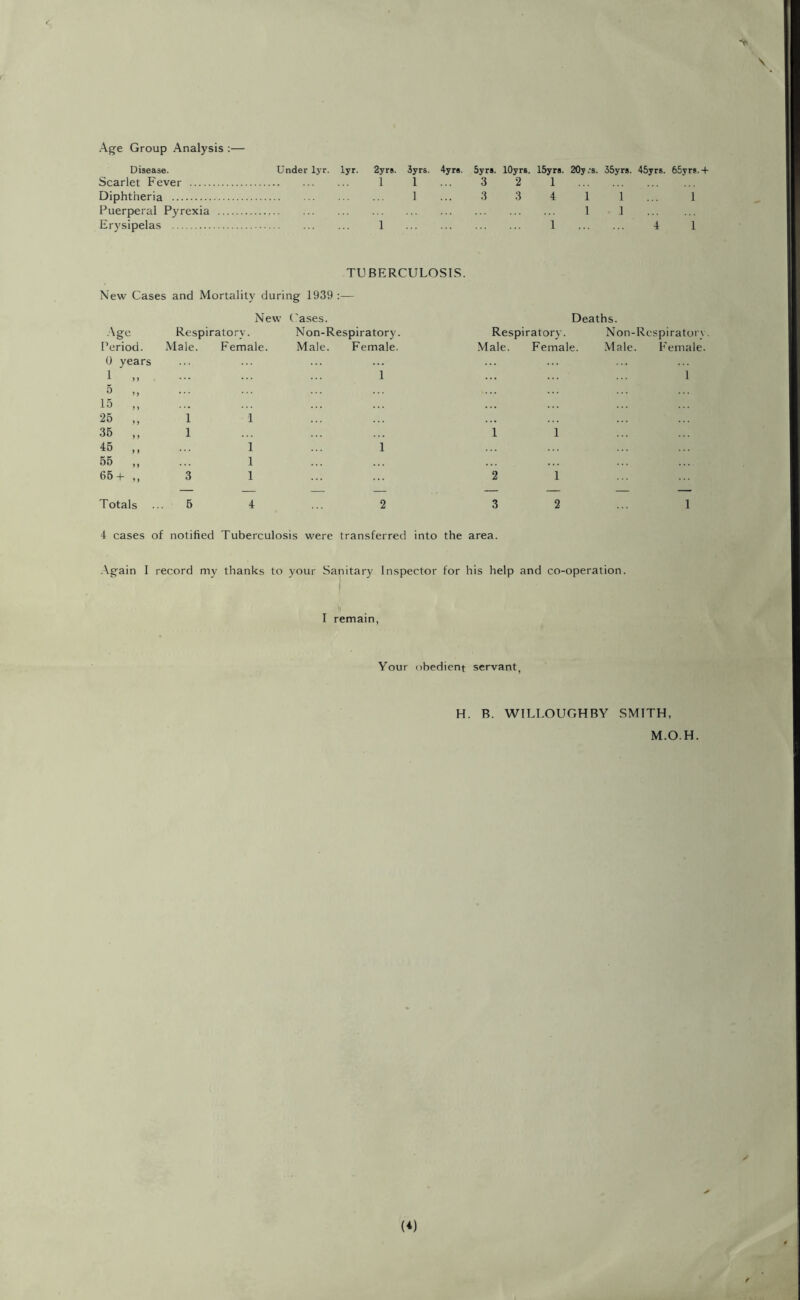 Age Group Analysis :—
Disease. Under 1yr. 1yr. 2yrs. 3yrs. 4yrs. 5yrs. 10yrs. 15yrs. 20yrs. 35yrs. 45yrs. 65yrs.+
Scarlet Fever .................. ... ... 1 1 ... 3 2 1 ... ... ... ...
Diphtheria ..................... ... ... ... 1 ... 3 3 4 1 1 ... 1
Puerperal Pyrexia ............. ... ... ... ... ... ... ... ... 1 1 ... ...
Erysipelas ..................... ... ... 1 ... ... ... ... 1 ... ... 4 1
TUBERCULOSIS.
New Cases and Mortality during 1939 :—
New Cases. Deaths.
Age Respiratory. Non-Respiratory. Respiratory. Non-Respiratory.
Period. Male. Female. Male. Female. Male. Female. Male. Female.
0 years ... ... ... ... ... ... ... ...
1 ,, ... ... ... 1 ... ... ... 1
5 ,, ... ... ... ... ... ... ... ...
15 ,, ... ... ... ... ... ... ... ...
25 ,, 1 1 ... ... ... ... ... ...
35 ,, 1 ... ... ... 1 1 ... ...
45 ,, ... 1 ... 1 ... ... ... ...
55 ,, ... 1 ... ... ... ... ... ...
65+ ,, 3 1 ... ... 2 1 ... ...
Totals ... 5 4 ... 2 3 2 ... 1
4 cases of notified Tuberculosis were transferred into the area.
Again I record my thanks to your Sanitary Inspector for his help and co-operation.
I remain,
Your obedient servant,
H. B. WILLOUGHBY SMITH,
M.O.H.
(4)